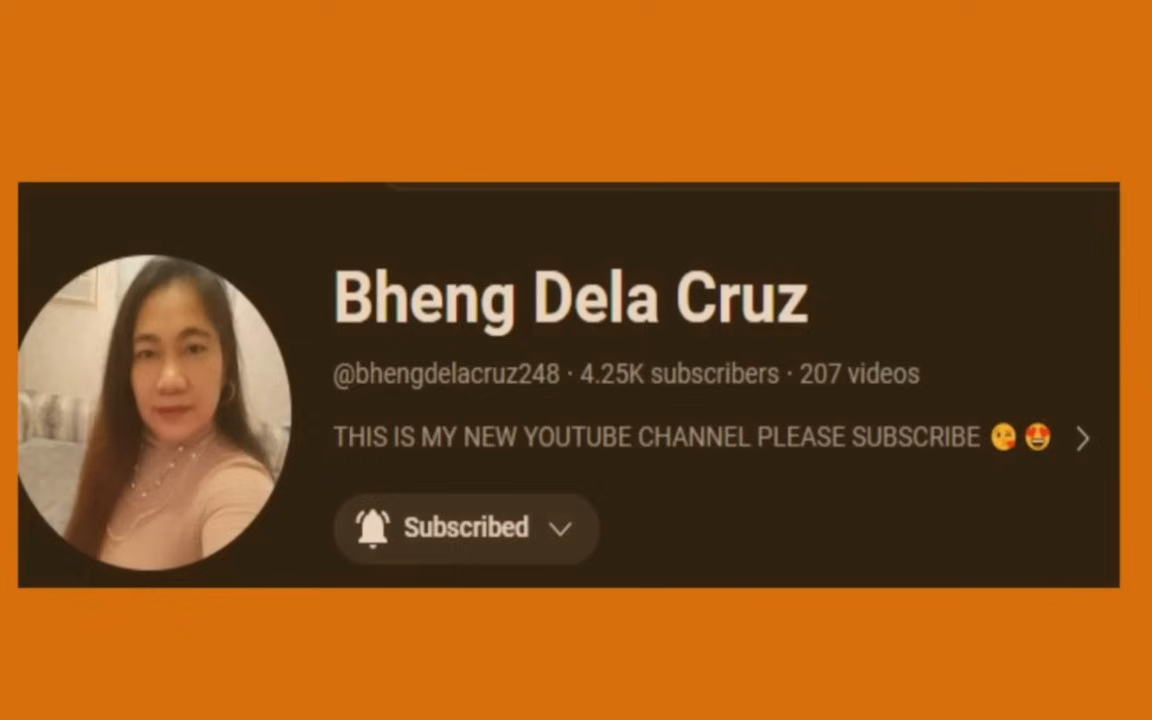 Bheng Dela Cruz
@bhengdelacruz248 · 4.25K subscribers · 207 videos
THIS IS MY NEW YOUTUBE CHANNEL PLEASE SUBSCRIBE 😘 😍
Subscribed